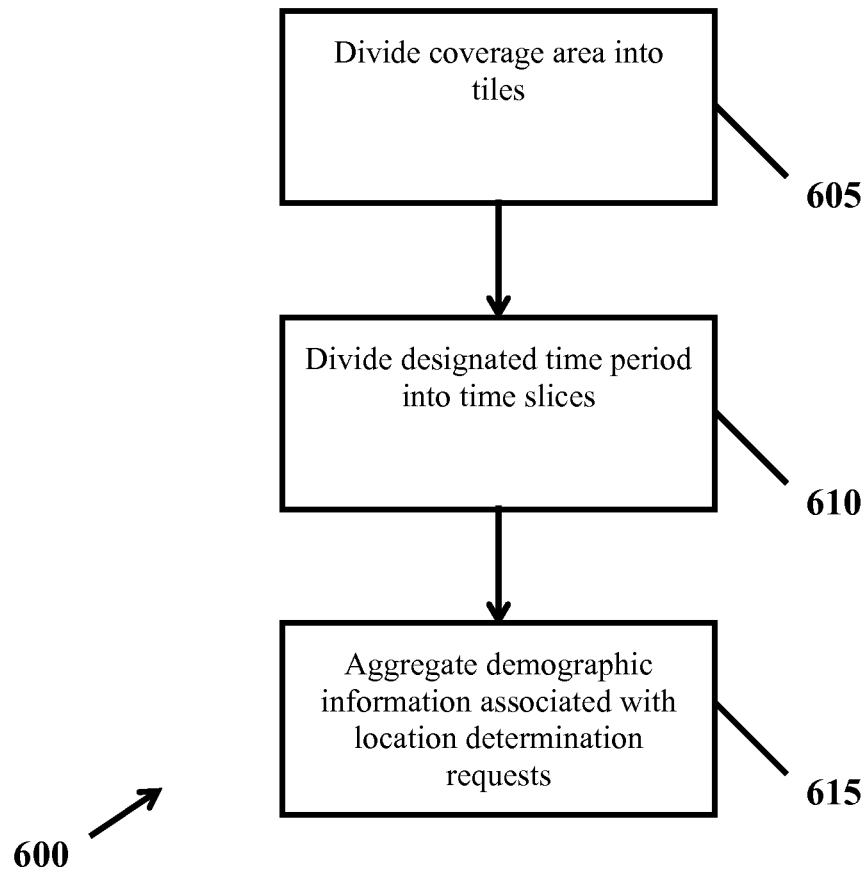 Divide coverage area into
tiles
605
Divide designated time period
into time slices
610
Aggregate demographic
information associated with
location determination
requests
615
600